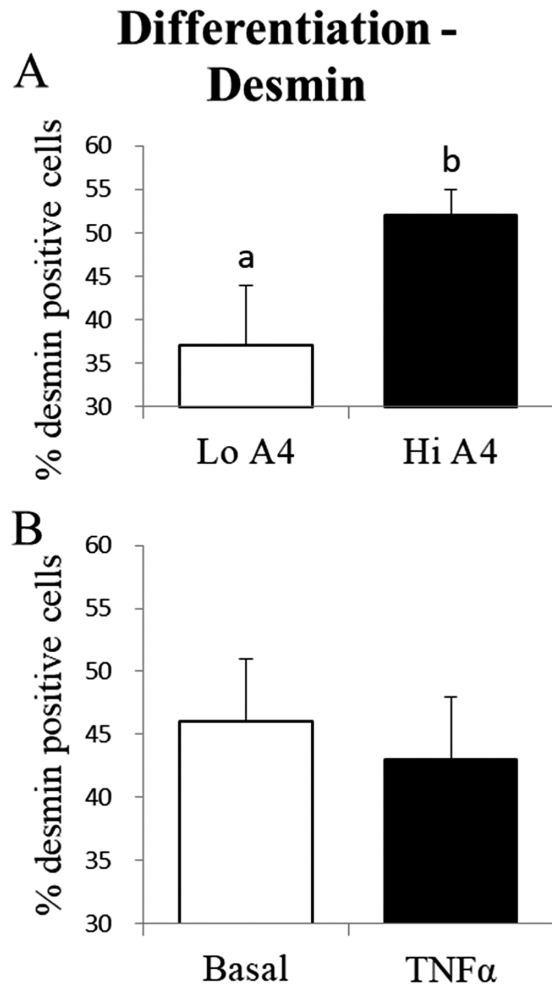 Differentiation -
Desmin
A
% desmin positive cells
60
55
50
45
40
35
30
a
b
Lo A4
Hi A4
B
% desmin positive cells
60
55
50
45
40
35
30
Basal
TNFα